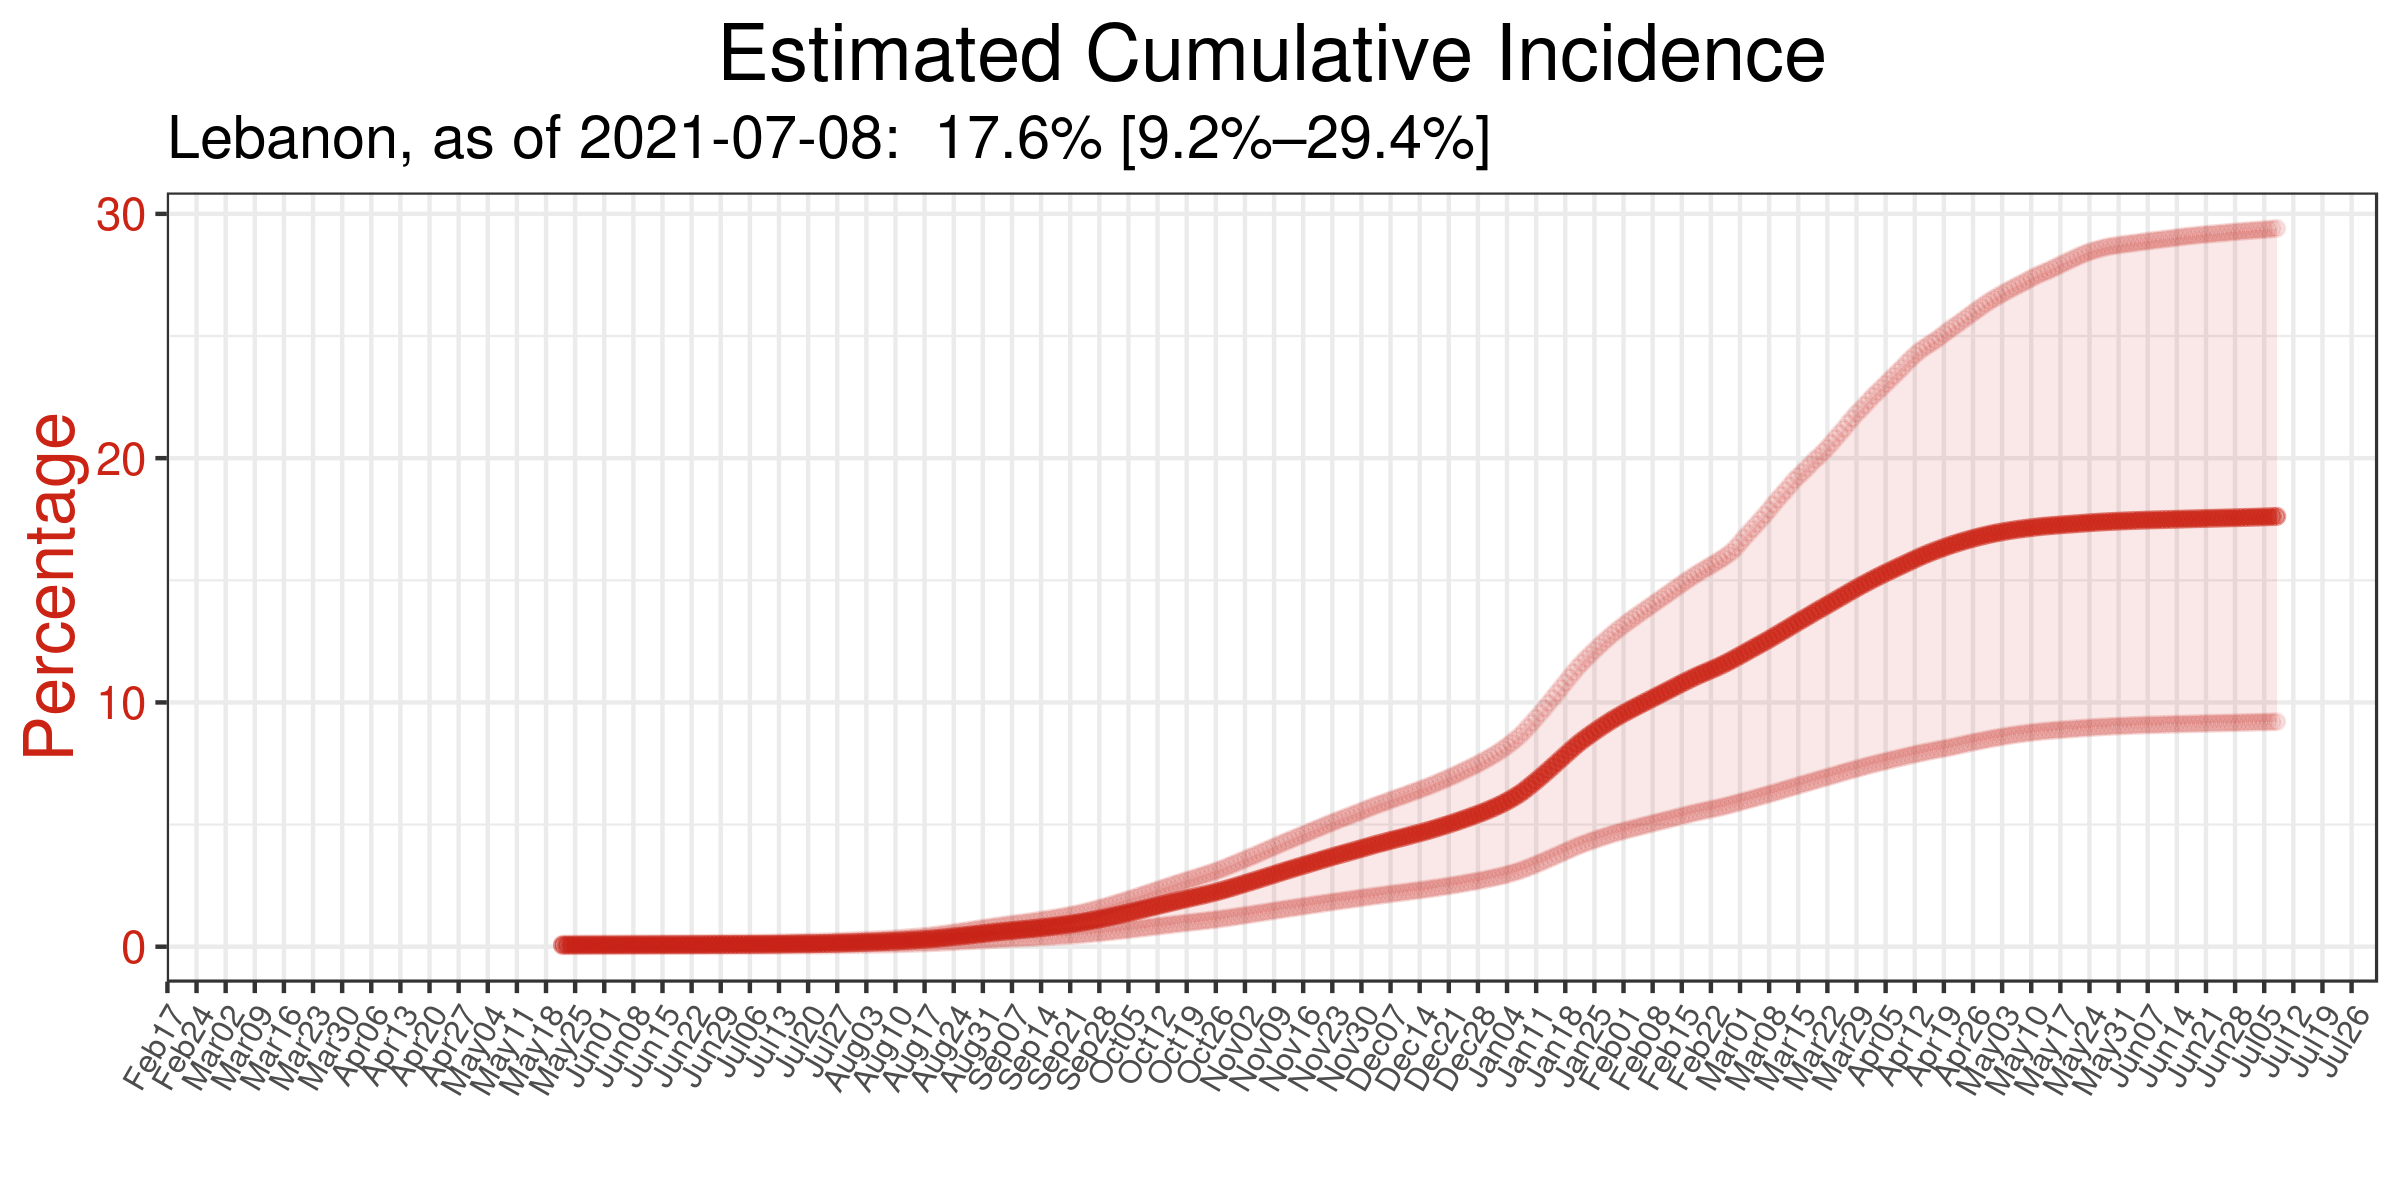 Estimated Cumulative Incidence
Lebanon, as of 2021-07-08:  17.6% [9.2%–29.4%]
Percentage
30
20
10
0
Feb17
Feb24
Mar02
Mar09
Mar16
Mar23
Mar30
Apr06
Apr13
Apr20
Apr27
May04
May11
May18
May25
Jun01
Jun08
Jun15
Jun22
Jun29
Jul06
Jul13
Jul20
Jul27
Aug03
Aug10
Aug17
Aug24
Aug31
Sep07
Sep14
Sep21
Sep28
Oct05
Oct12
Oct19
Oct26
Nov02
Nov09
Nov16
Nov23
Nov30
Dec07
Dec14
Dec21
Dec28
Jan04
Jan11
Jan18
Jan25
Feb01
Feb08
Feb15
Feb22
Mar01
Mar08
Mar15
Mar22
Mar29
Apr05
Apr12
Apr19
Apr26
May03
May10
May17
May24
May31
Jun07
Jun14
Jun21
Jun28
Jul05
Jul12
Jul19
Jul26